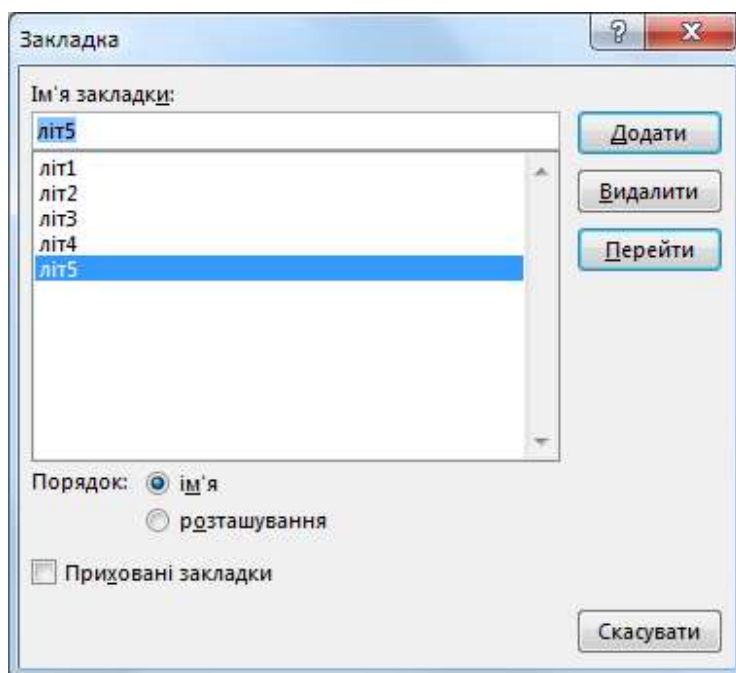 Закладка
Ім'я закладки:
літ5
Додати
літ1
літ2
літ3
літ4
літ5
Видалити
Перейти
Порядок:
ім'я
розташування
Приховані закладки
Скасувати